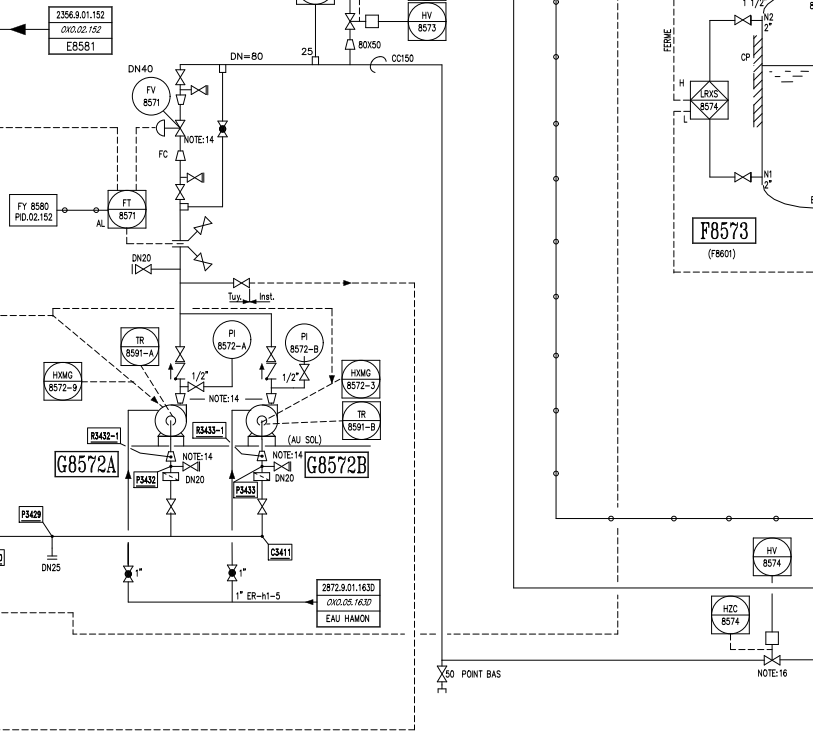 2356.9.01.152
0X0.02.152
E8581
HV
8573
80X50
25
DN=80
CC150
DN40
FV
8571
NOTE:14
FC
FY 8580
PID.02.152
AL
FT
8571
DN20
Tuy.
Inst.
TR
8591-A
PI
8572-A
PI
8572-B
HXMG
8572-9
1/2"
1/2"
HXMG
8572-3
NOTE:14
TR
8591-B
R3432-1
R3433-1
(AU SOL)
G8572A
NOTE:14
NOTE:14
G8572B
P3432
DN20
P3433
DN20
P3429
DN25
C3411
1"
1"
1" ER-h1-5
2872.9.01.163D
0X0.05.163D
EAU HAMON
50 POINT BAS
FERME
H
LRXS
8574
L
CP
1 1/2"
N2
2"
N1
2"
F8573
(F8601)
HV
8574
HZC
8574
NOTE:16